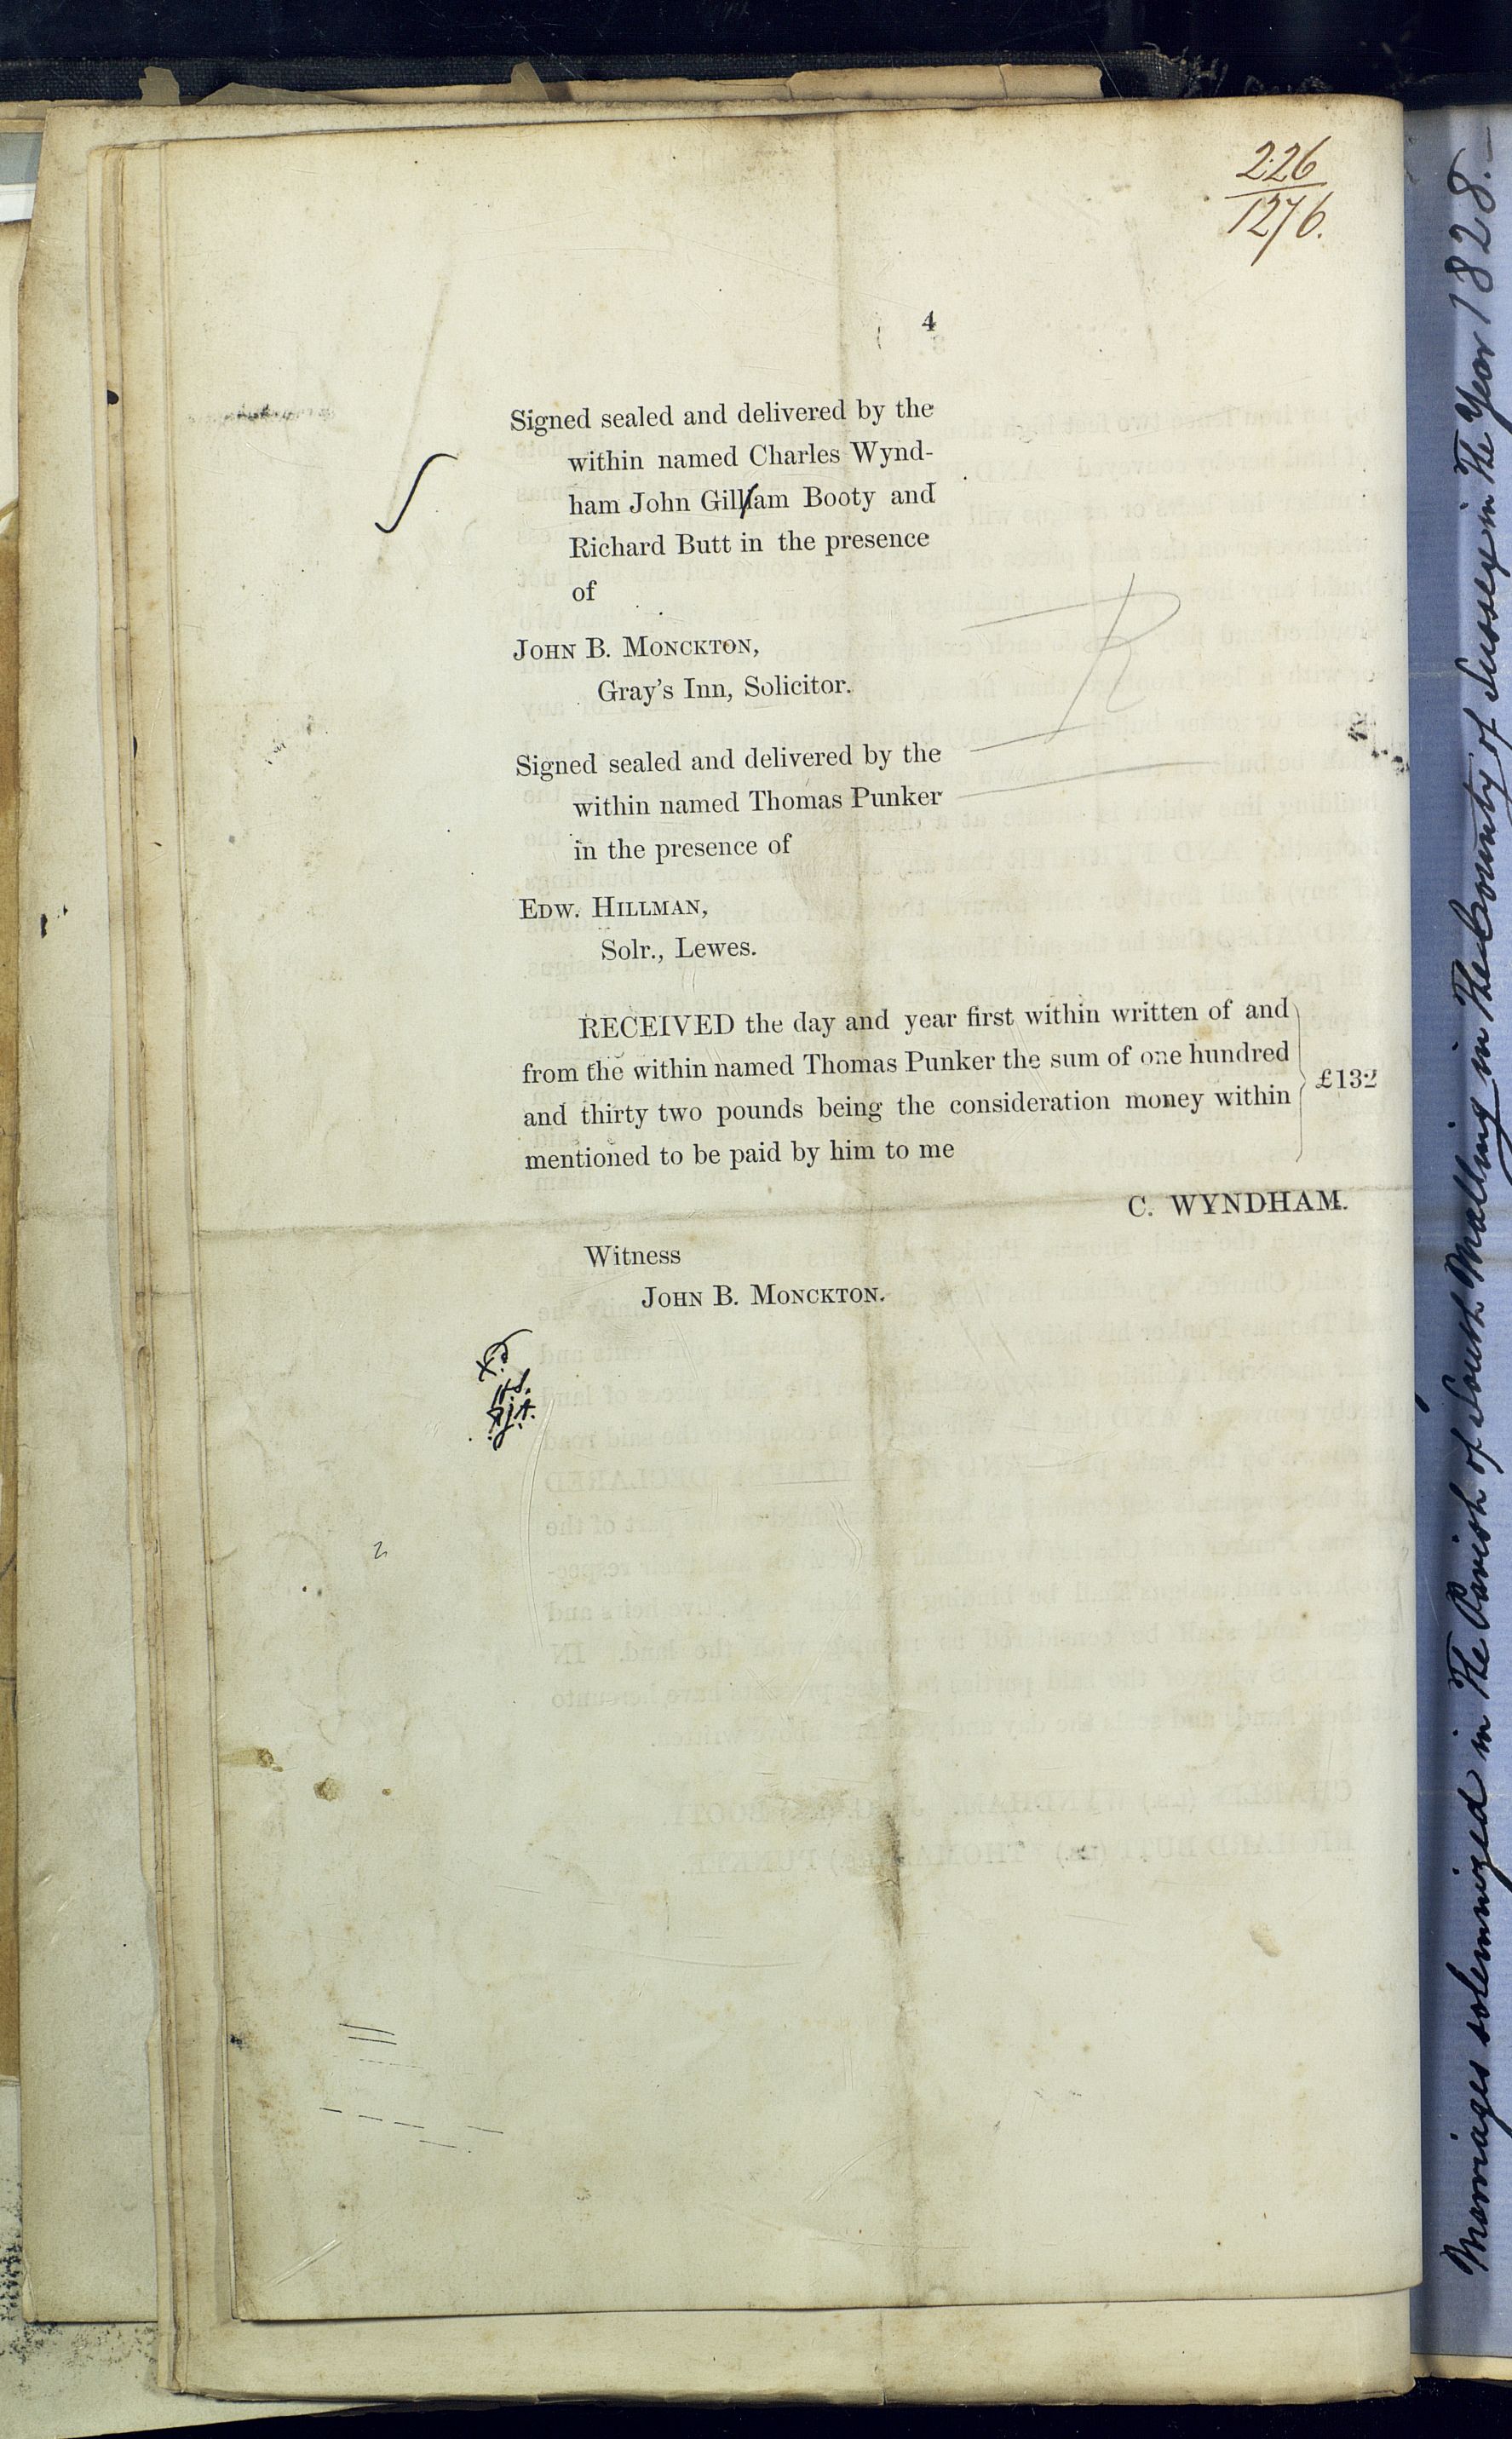 226
1276.
4
Signed sealed and delivered by the
within named Charles Wynd-
ham John Gillam Booty and
Richard Butt in the presence
of
John B. Monckton,
Gray's Inn, Solicitor.
Signed sealed and delivered by the
within named Thomas Punker
in the presence of
Edw. Hillman,
Solr., Lewes.
RECEIVED the day and year first within written of and
from the within named Thomas Punker the sum of one hundred
and thirty two pounds being the consideration money within
mentioned to be paid by him to me
£132
C. WYNDHAM.
Witness
John B. Monckton.
Marriages solemnized in The Parish of South Malling in The County of Sussex in The Year 1828.